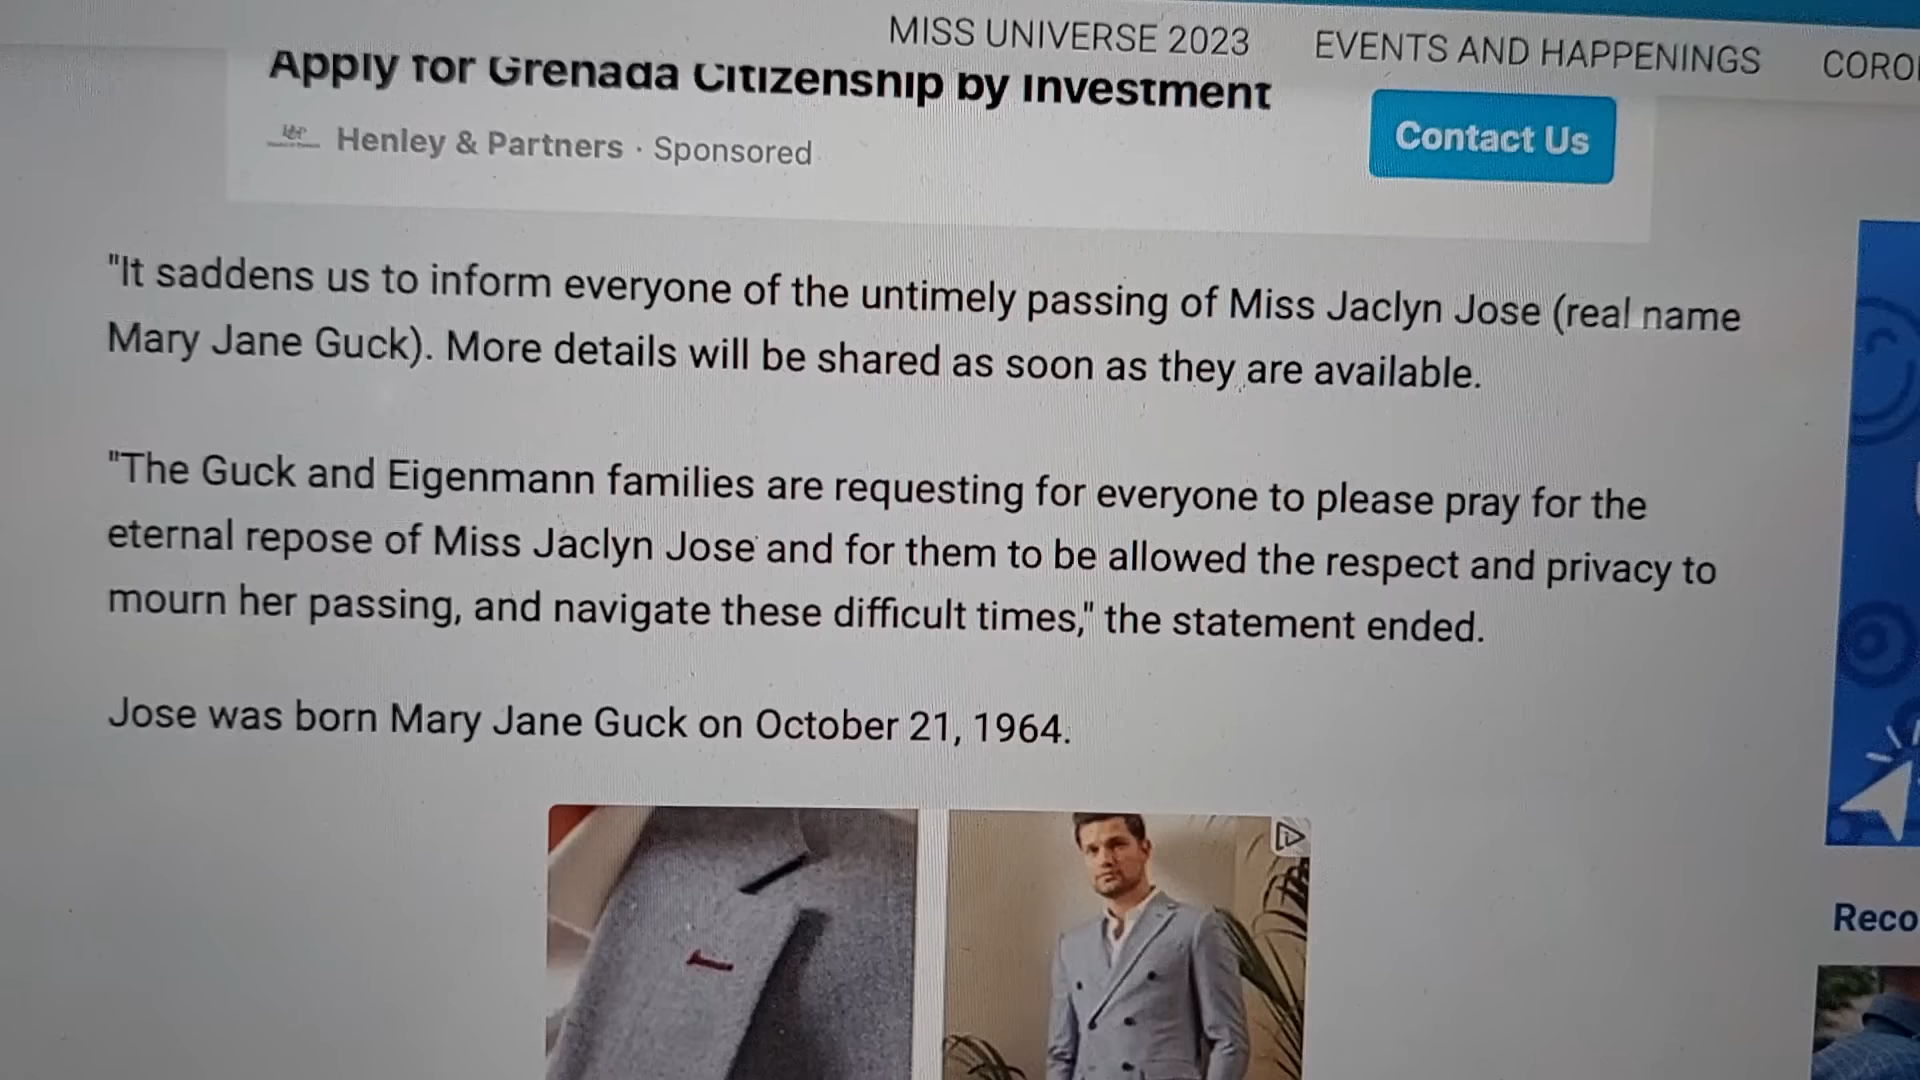 MISS UNIVERSE 2023
EVENTS AND HAPPENINGS
Apply for Grenada Citizenship by Investment
Henley & Partners · Sponsored
Contact Us
"It saddens us to inform everyone of the untimely passing of Miss Jaclyn Jose (real name
Mary Jane Guck). More details will be shared as soon as they are available.
"The Guck and Eigenmann families are requesting for everyone to please pray for the
eternal repose of Miss Jaclyn Jose and for them to be allowed the respect and privacy to
mourn her passing, and navigate these difficult times," the statement ended.
Jose was born Mary Jane Guck on October 21, 1964.